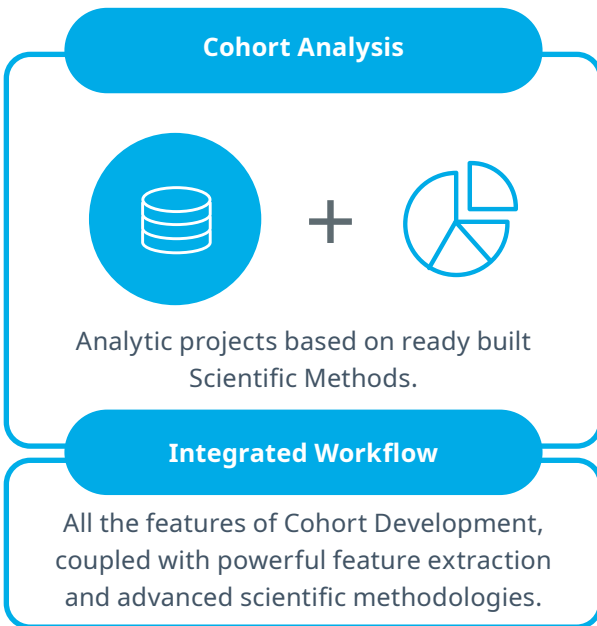 Cohort Analysis
Analytic projects based on ready built
Scientific Methods.
Integrated Workflow
All the features of Cohort Development,
coupled with powerful feature extraction
and advanced scientific methodologies.